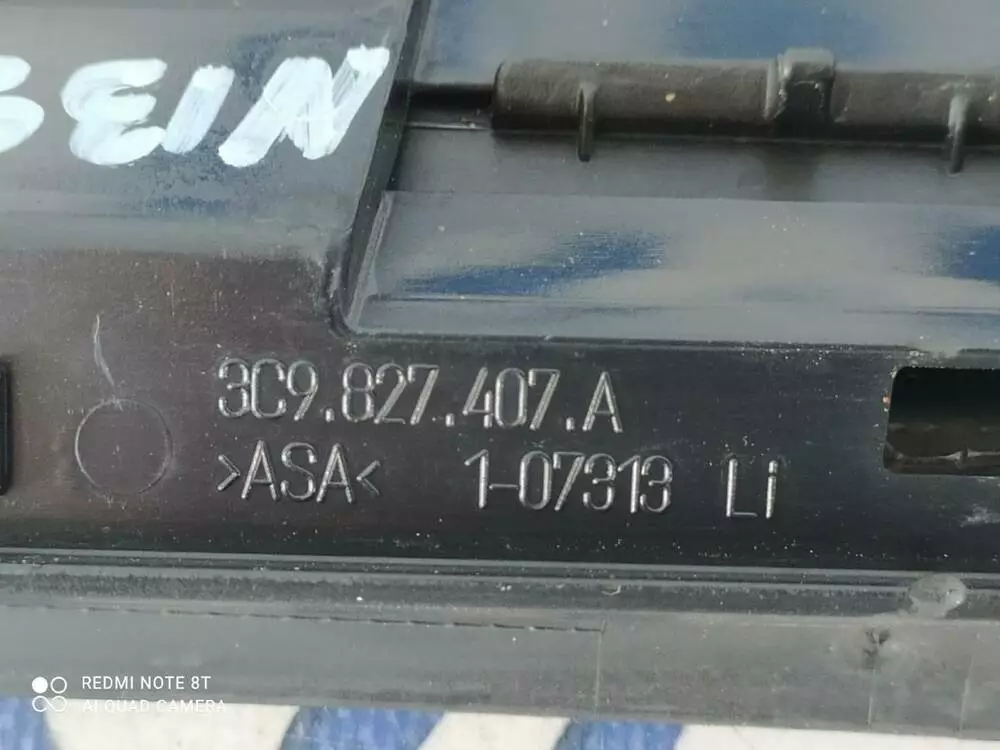 EIN
3C9.827.407.A
>ASA< 1-07313 Li
REDMI NOTE 8T
AI QUAD CAMERA